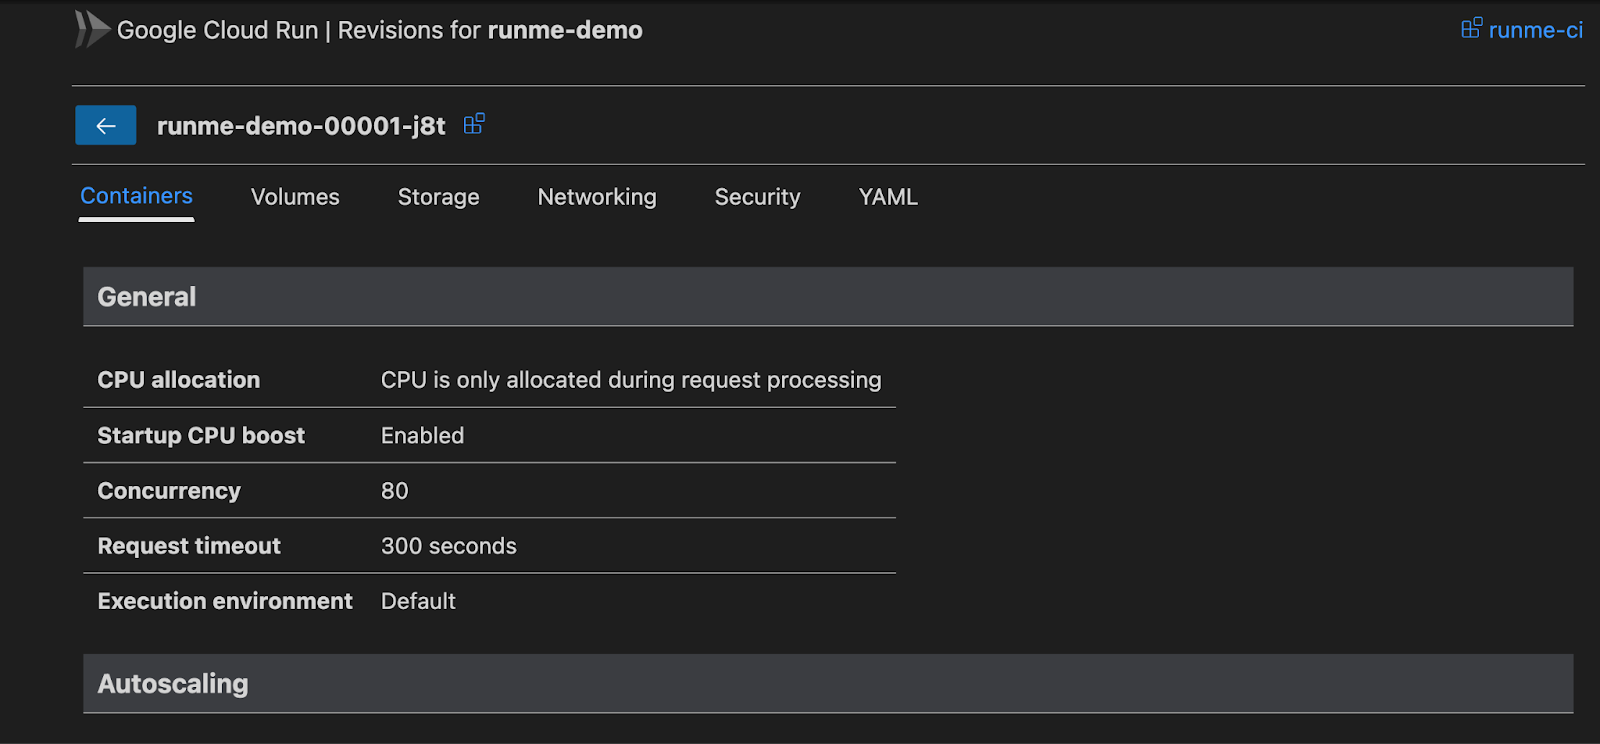 Google Cloud Run | Revisions for runme-demo
runme-ci
runme-demo-00001-j8t
Containers Volumes Storage Networking Security YAML
General
CPU allocation CPU is only allocated during request processing
Startup CPU boost Enabled
Concurrency 80
Request timeout 300 seconds
Execution environment Default
Autoscaling